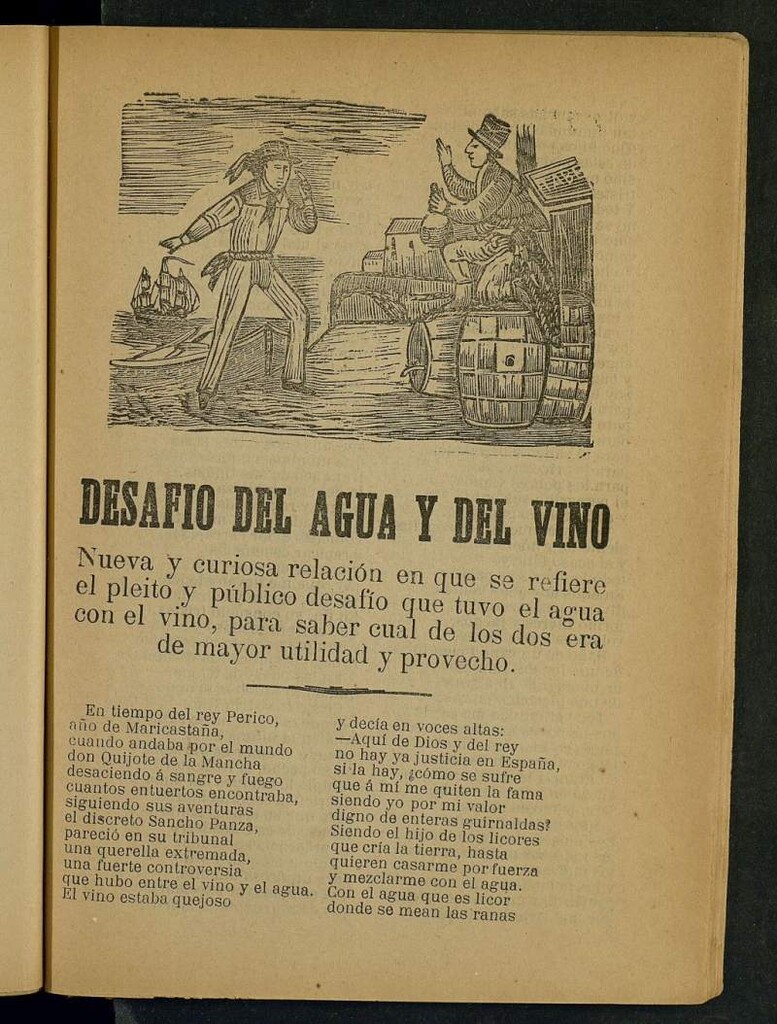 DESAFIO DEL AGUA Y DEL VINO
Nueva y curiosa relación en que se refiere
el pleito y público desafío que tuvo el agua
con el vino, para saber cual de los dos era
de mayor utilidad y provecho.
En tiempo del rey Perico,
año de Maricastaña,
cuando andaba por el mundo
don Quijote de la Mancha
desaciendo á sangre y fuego
cuantos entuertos encontraba,
siguiendo sus aventuras
el discreto Sancho Panza,
pareció en su tribunal
una querella extremada,
una fuerte controversia
que hubo entre el vino y el agua.
El vino estaba quejoso
y decía en voces altas:
—Aquí de Dios y del rey
no hay ya justicia en España,
si la hay, ¿cómo se sufre
que á mí me quiten la fama
siendo yo por mi valor
digno de enteras guirnaldas?
Siendo el hijo de los licores
que cría la tierra, hasta
quieren casarme por fuerza
y mezclarme con el agua.
Con el agua que es licor
donde se mean las ranas